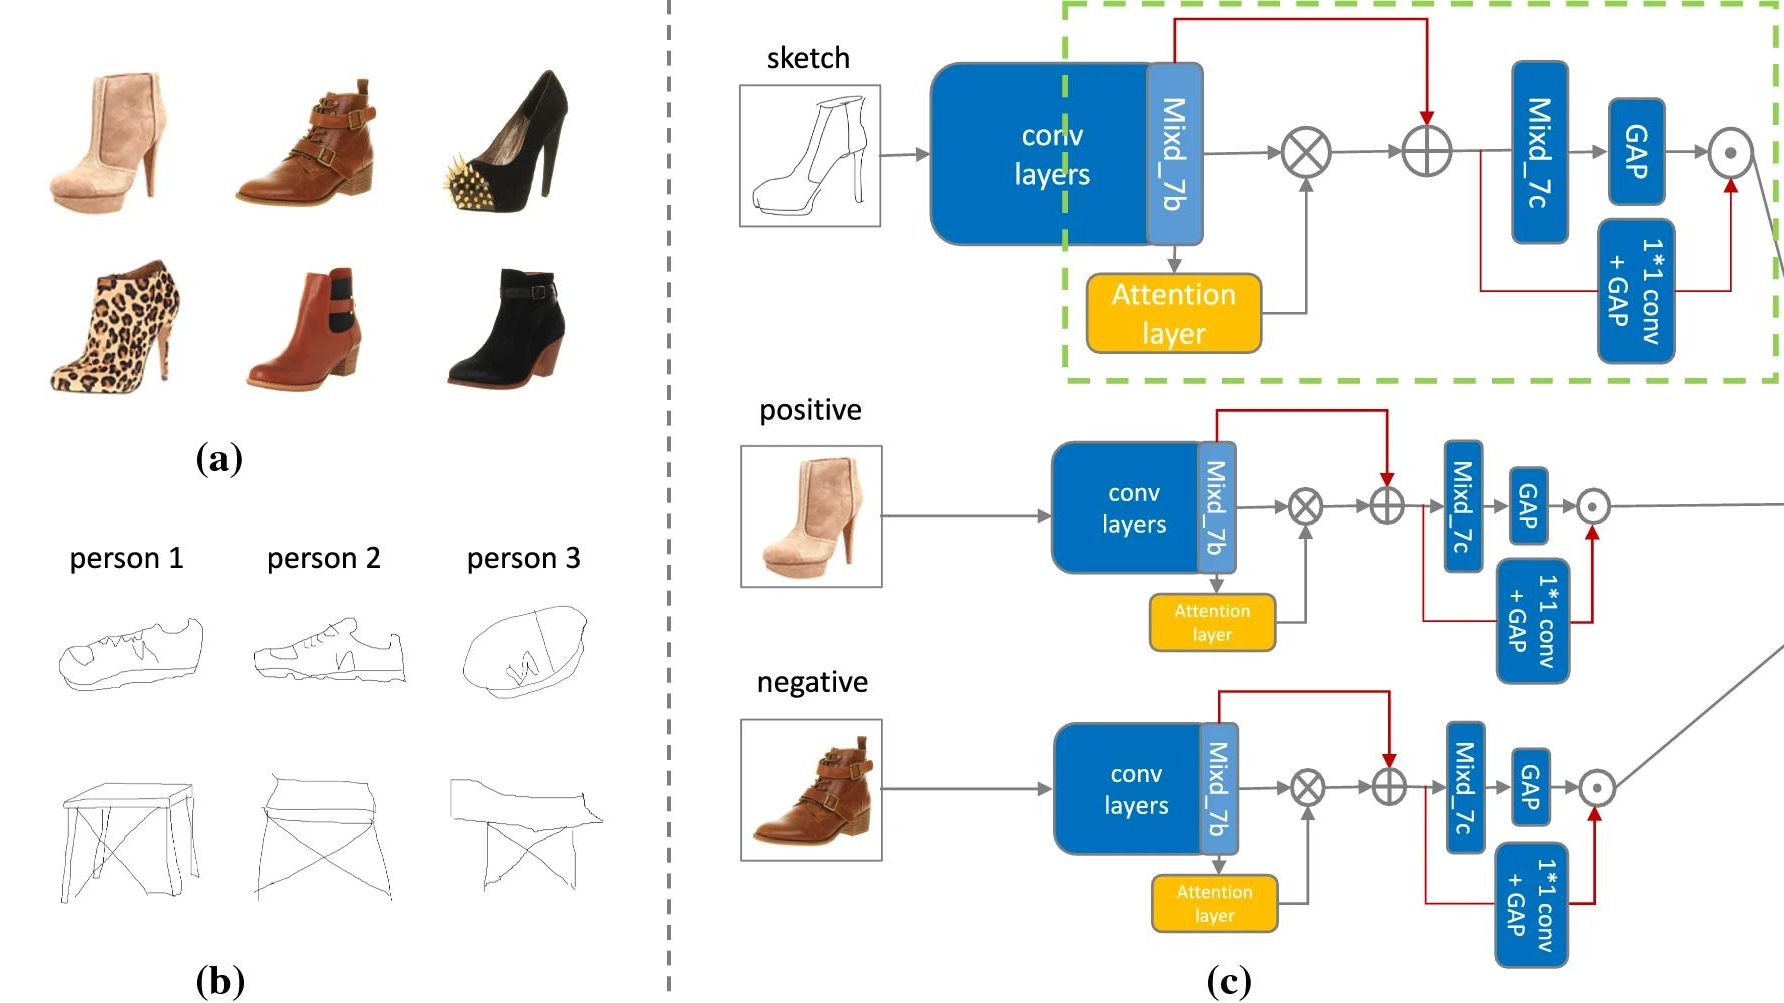 (a)
person 1
person 2
person 3
(b)
sketch
conv
layers
Mixd_7b
Attention
layer
Mixd_7c
GAP
1*1 conv
+ GAP
positive
conv
layers
Mixd_7b
Attention
layer
Mixd_7c
GAP
1*1 conv
+ GAP
negative
conv
layers
Mixd_7b
Attention
layer
Mixd_7c
GAP
1*1 conv
+ GAP
(c)